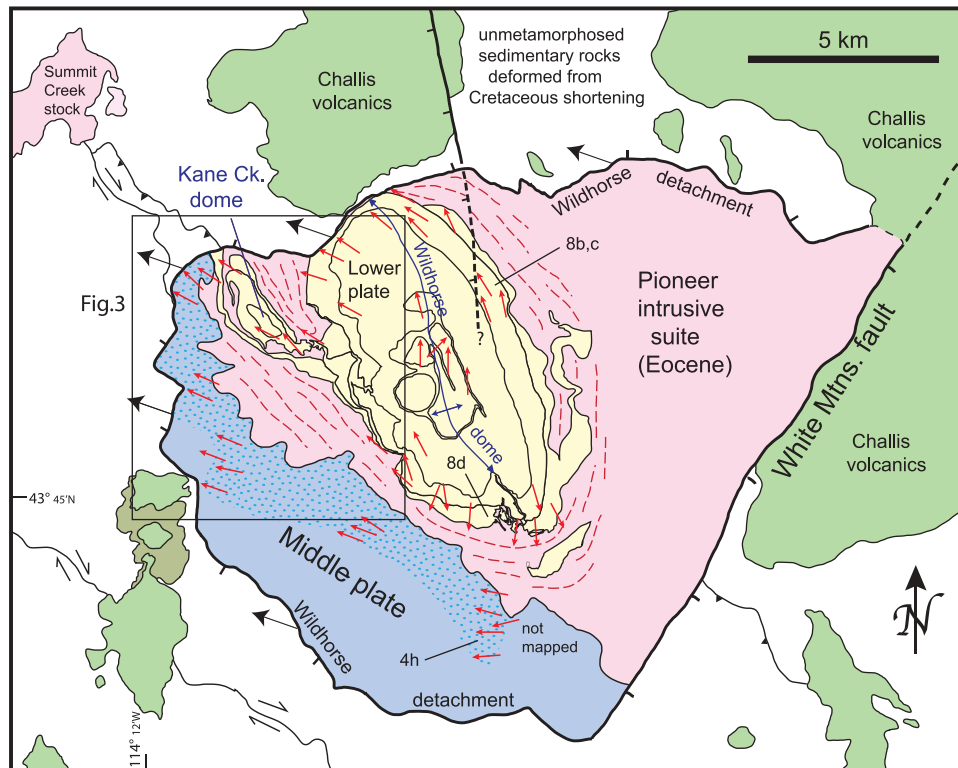 unmetamorphosed
sedimentary rocks
deformed from
Cretaceous shortening
5 km
Summit
Creek
stock
Challis
volcanics
Challis
volcanics
Kane Ck.
dome
Wildhorse
detachment
8b,c
Lower
plate
Wildhorse
dome
Pioneer
intrusive
suite
(Eocene)
Fig.3
?
White Mtns. fault
8d
Challis
volcanics
43° 45'N
Middle plate
N
Wildhorse
detachment
not
mapped
4h
114° 12'W